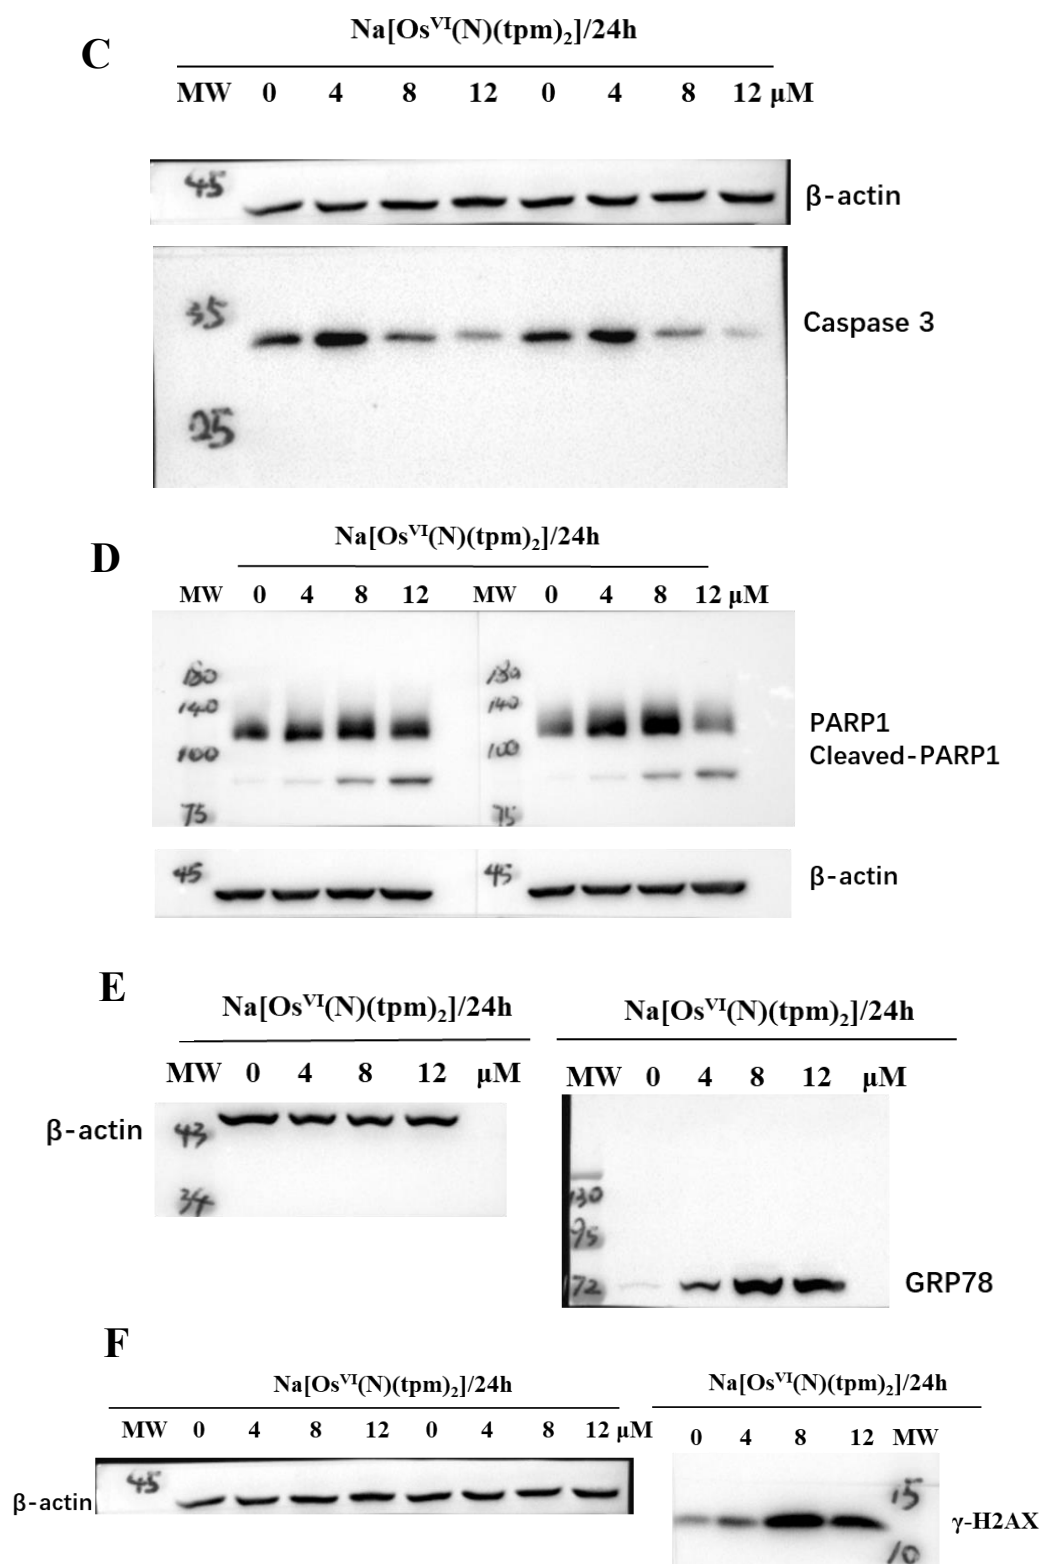 C
Na[Os^VI(N)(tpm)₂]/24h
MW 0 4 8 12 0 4 8 12 μM
45
β-actin
35
Caspase 3
25
D
Na[Os^VI(N)(tpm)₂]/24h
MW 0 4 8 12 MW 0 4 8 12 μM
180 180
140 140
PARP1
100 100
Cleaved-PARP1
75 75
45 45
β-actin
E
Na[Os^VI(N)(tpm)₂]/24h
MW 0 4 8 12 μM
β-actin
43
34
Na[Os^VI(N)(tpm)₂]/24h
MW 0 4 8 12 μM
130
95
72
GRP78
F
Na[Os^VI(N)(tpm)₂]/24h
MW 0 4 8 12 0 4 8 12 μM
45
β-actin
Na[Os^VI(N)(tpm)₂]/24h
0 4 8 12 MW
15
γ-H2AX
10